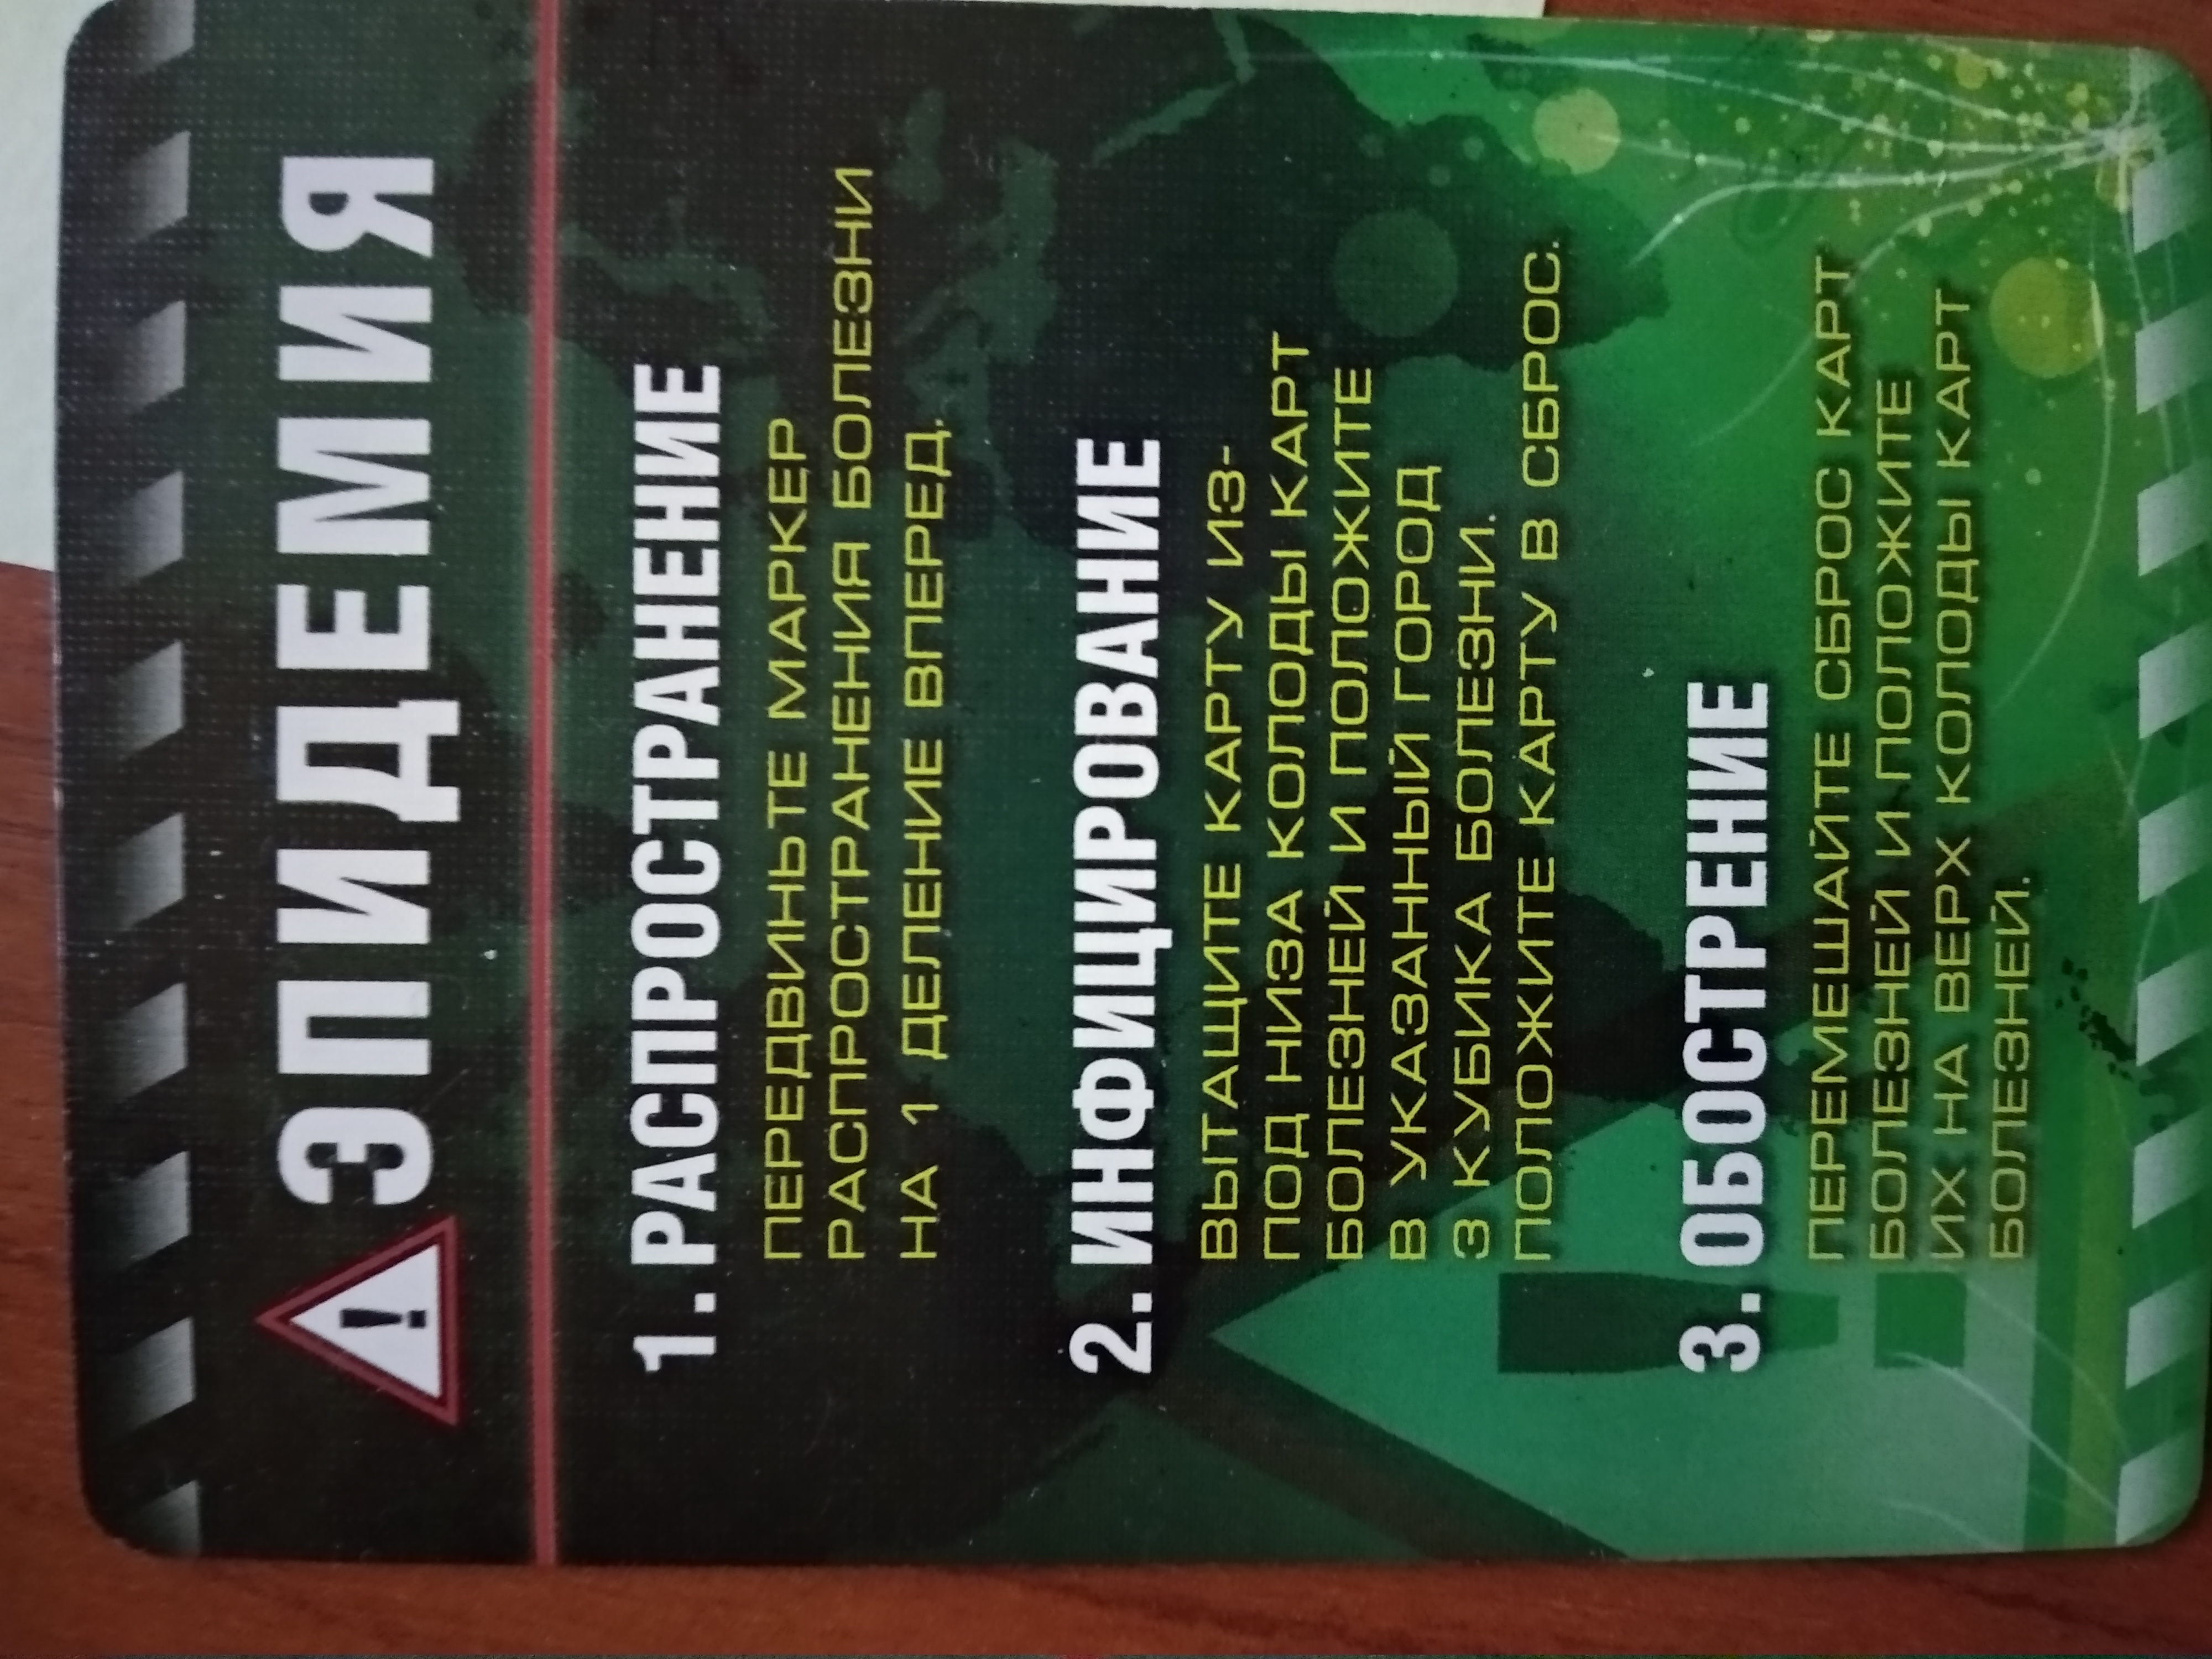 ! ЭПИДЕМИЯ
1. РАСПРОСТРАНЕНИЕ
ПЕРЕДВИНЬТЕ МАРКЕР
РАСПРОСТРАНЕНИЯ БОЛЕЗНИ
НА 1 ДЕЛЕНИЕ ВПЕРЕД.
2. ИНФИЦИРОВАНИЕ
ВЫТАЩИТЕ КАРТУ ИЗ-
ПОД НИЗА КОЛОДЫ КАРТ
БОЛЕЗНЕЙ И ПОЛОЖИТЕ
В УКАЗАННЫЙ ГОРОД
3 КУБИКА БОЛЕЗНИ.
ПОЛОЖИТЕ КАРТУ В СБРОС.
3. ОБОСТРЕНИЕ
ПЕРЕМЕШАЙТЕ СБРОС КАРТ
БОЛЕЗНЕЙ И ПОЛОЖИТЕ
ИХ НА ВЕРХ КОЛОДЫ КАРТ
БОЛЕЗНЕЙ.